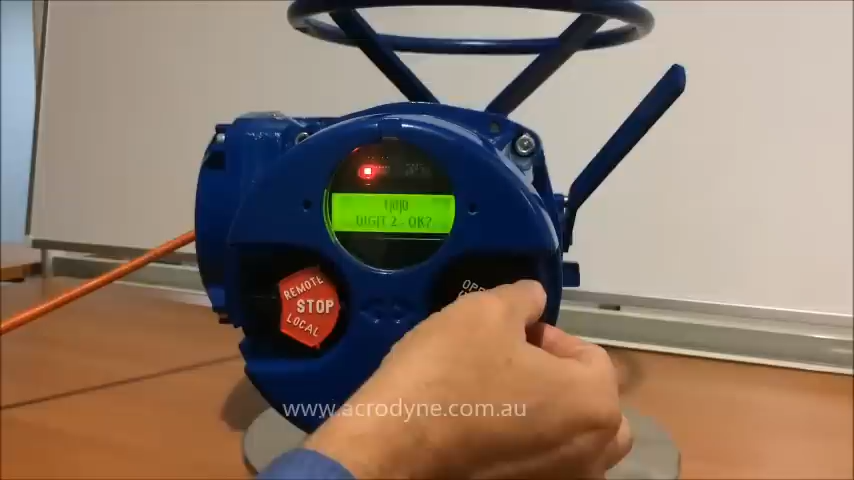 DIGIT 2 - OK?
REMOTE
STOP
LOCAL
www.acrodyne.com.au